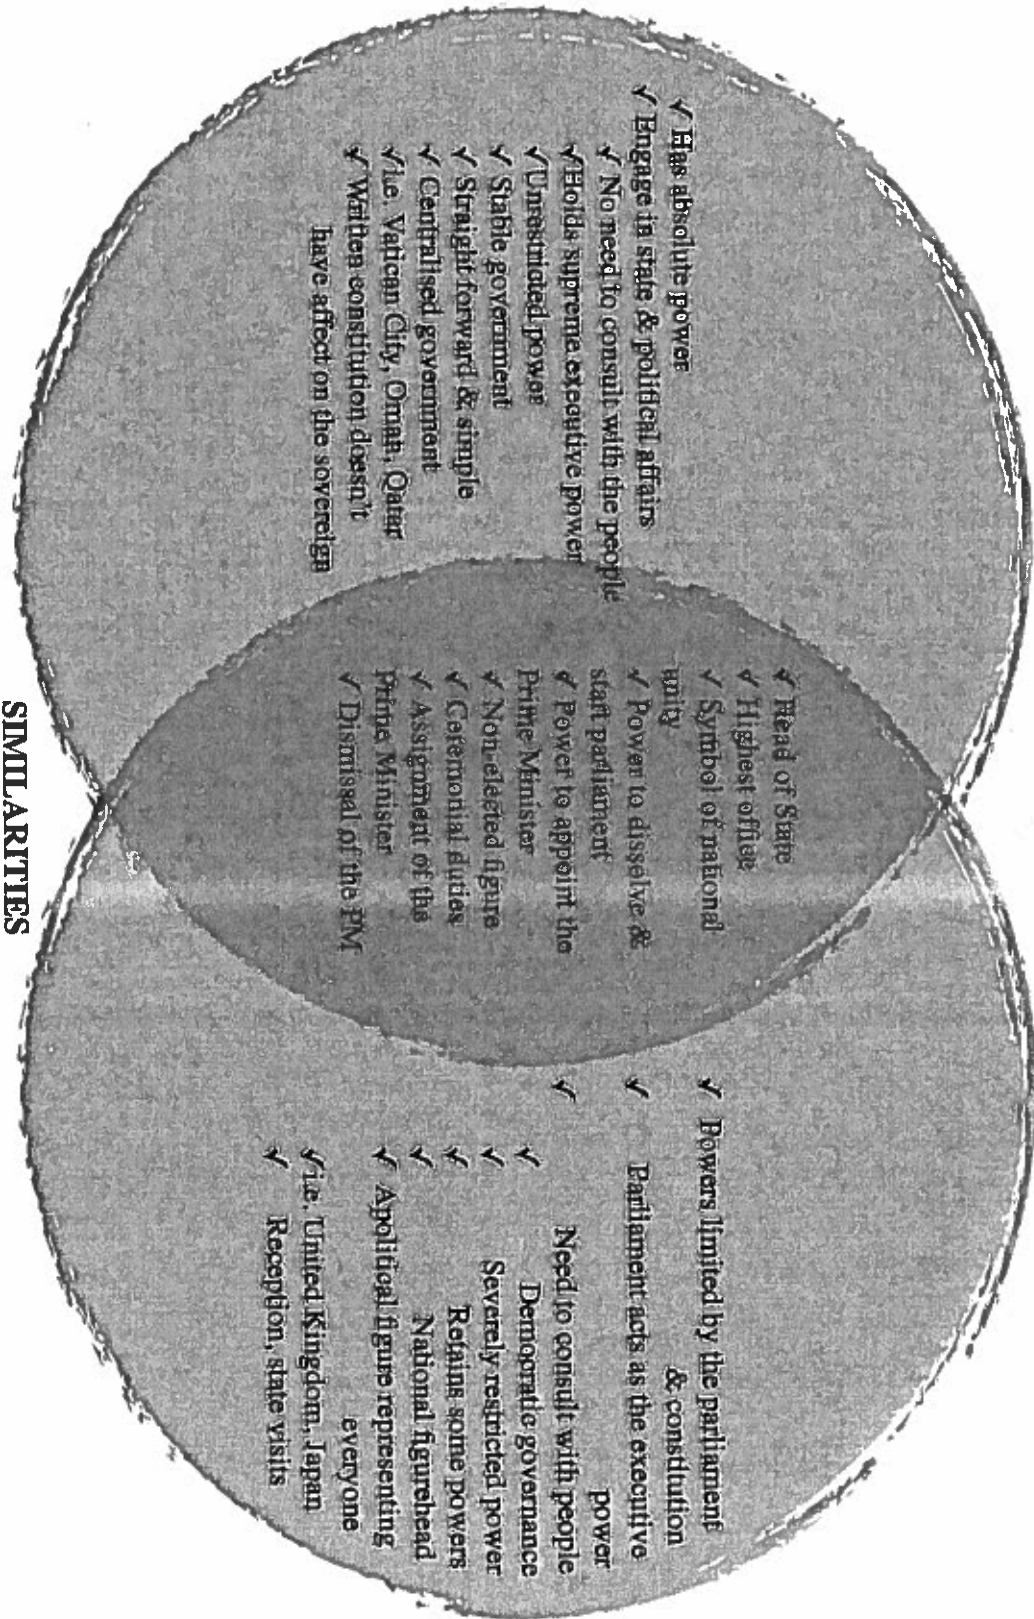 ✓ Has absolute power
✓ Engage in state & political affairs
✓ No need to consult with the people
✓ Holds supreme executive power
✓ Unrestricted power
✓ Stable government
✓ Straight forward & simple
✓ Centralised government
✓ i.e. Vatican City, Oman, Qatar
✓ Written constitution doesn't
have affect on the sovereign
✓ Head of State
✓ Highest office
✓ Symbol of national
unity
✓ Power to dissolve &
start parliament
✓ Power to appoint the
Prime Minister
✓ Non-elected figure
✓ Ceremonial duties
✓ Assignment of the
Prime Minister
✓ Dismissal of the PM
✓ Powers limited by the parliament
& constitution
✓ Parliament acts as the executive
power
✓ Need to consult with people
✓ Democratic governance
✓ Severely restricted power
✓ Retains some powers
✓ National figurehead
✓ Apolitical figure representing
everyone
✓ i.e. United Kingdom, Japan
✓ Reception, state visits
SIMILARITIES